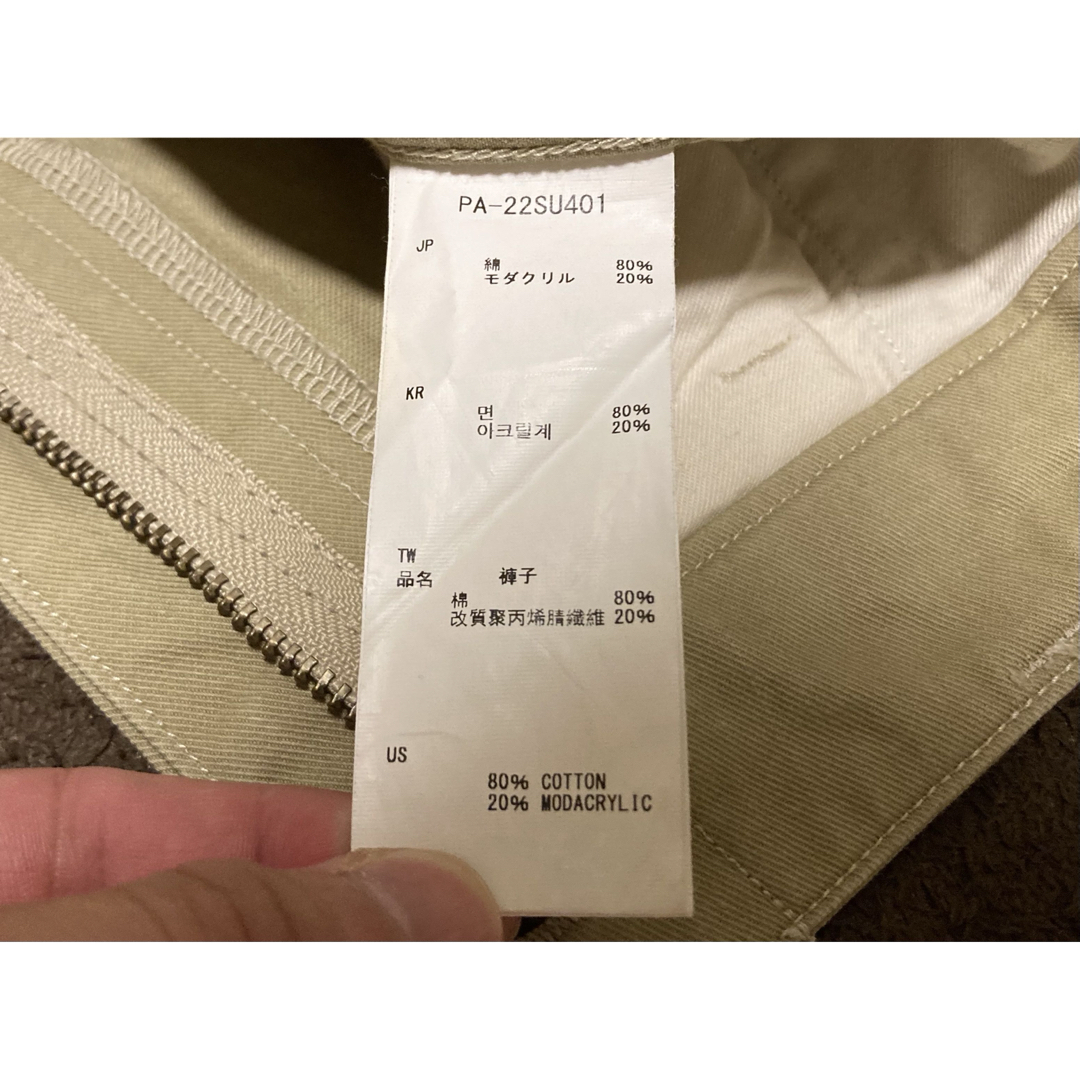 PA-22SU401
JP
綿 80%
モダクリル 20%
KR
면 80%
아크릴계 20%
TW
品名 褲子
棉 80%
改質聚丙烯腈纖維 20%
US
80% COTTON
20% MODACRYLIC